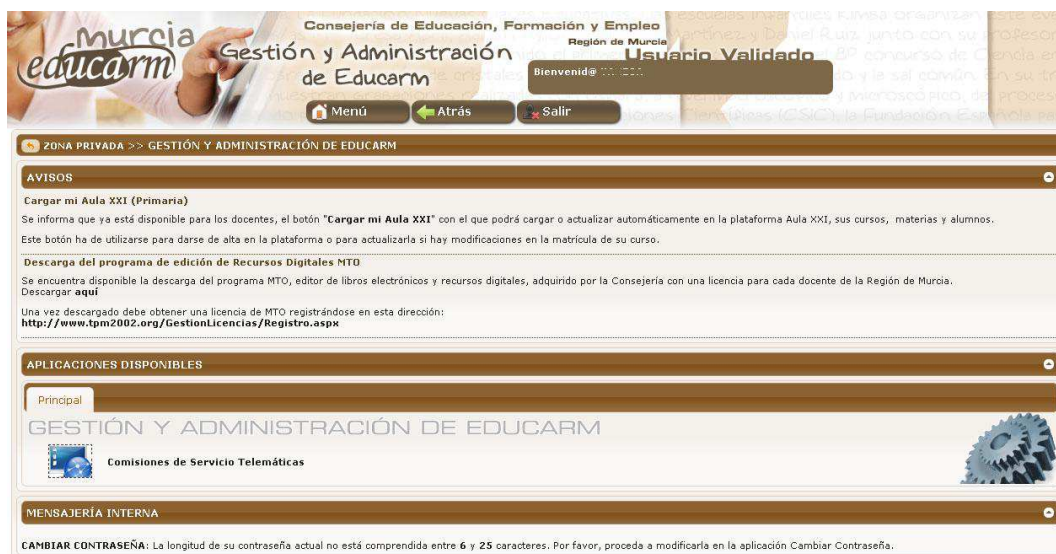 Consejería de Educación, Formación y Empleo
Región de Murcia
murcia
educarm
Gestión y Administración
de Educarm
Usuario Validado
Bienvenid@
Menú
Atrás
Salir
ZONA PRIVADA >> GESTIÓN Y ADMINISTRACIÓN DE EDUCARM
AVISOS
Cargar mi Aula XXI (Primaria)
Se informa que ya está disponible para los docentes, el botón "Cargar mi Aula XXI" con el que podrá cargar o actualizar automáticamente en la plataforma Aula XXI, sus cursos, materias y alumnos.
Este botón ha de utilizarse para darse de alta en la plataforma o para actualizarla si hay modificaciones en la matrícula de su curso.
Descarga del programa de edición de Recursos Digitales MTO
Se encuentra disponible la descarga del programa MTO, editor de libros electrónicos y recursos digitales, adquirido por la Consejería con una licencia para cada docente de la Región de Murcia.
Descargar aquí
Una vez descargado debe obtener una licencia de MTO registrándose en esta dirección:
http://www.tpm2002.org/GestionLicencias/Registro.aspx
APLICACIONES DISPONIBLES
Principal
GESTIÓN Y ADMINISTRACIÓN DE EDUCARM
Comisiones de Servicio Telemáticas
MENSAJERÍA INTERNA
CAMBIAR CONTRASEÑA: La longitud de su contraseña actual no está comprendida entre 6 y 25 caracteres. Por favor, proceda a modificarla en la aplicación Cambiar Contraseña.